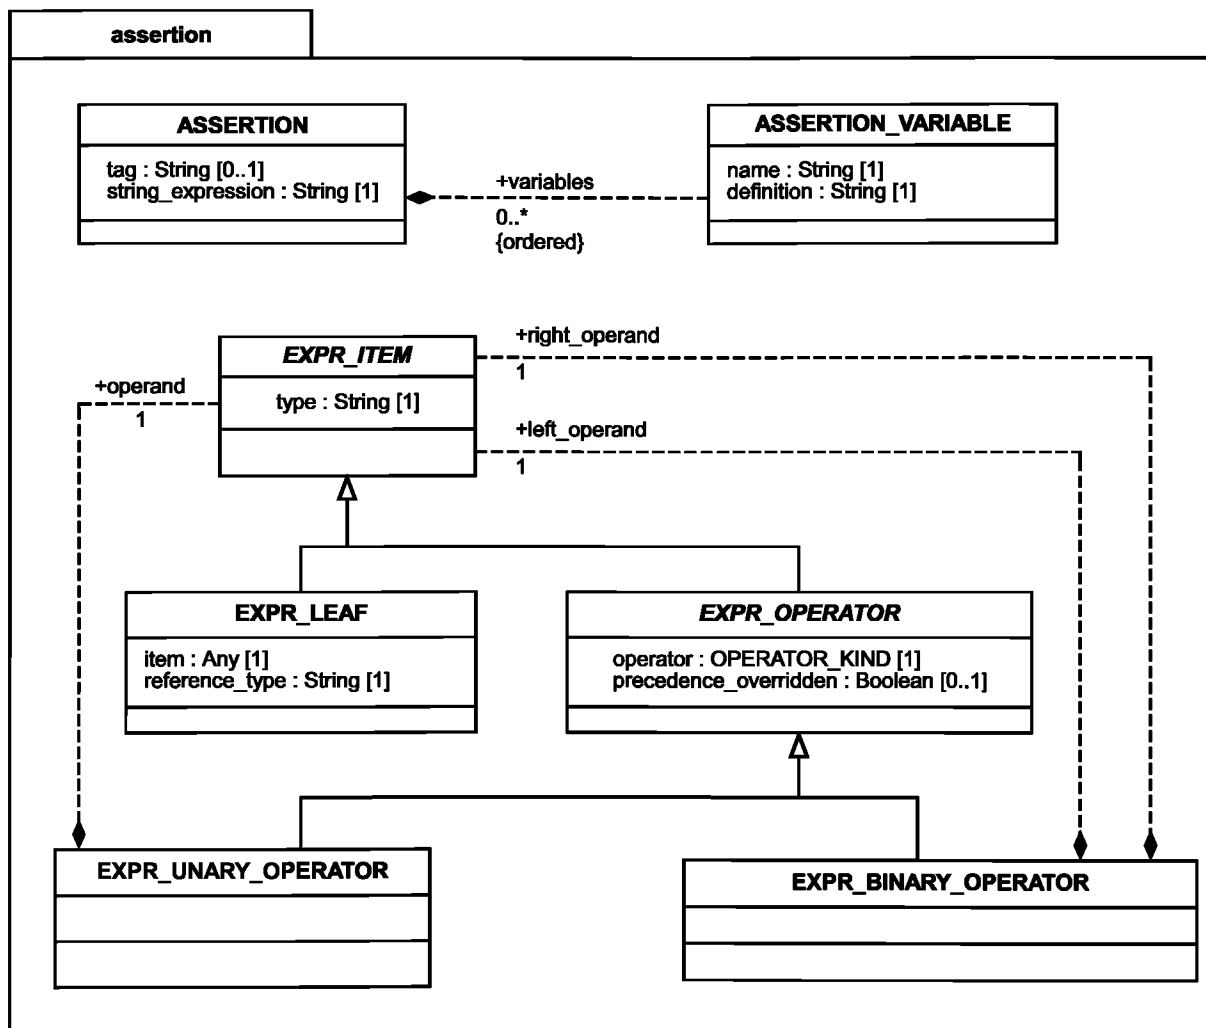 assertion
ASSERTION
tag : String [0..1]
string_expression : String [1]
+variables
0..*
{ordered}
ASSERTION_VARIABLE
name : String [1]
definition : String [1]
EXPR_ITEM
type : String [1]
+operand
1
+right_operand
1
+left_operand
1
EXPR_LEAF
item : Any [1]
reference_type : String [1]
EXPR_OPERATOR
operator : OPERATOR_KIND [1]
precedence_overridden : Boolean [0..1]
EXPR_UNARY_OPERATOR
EXPR_BINARY_OPERATOR